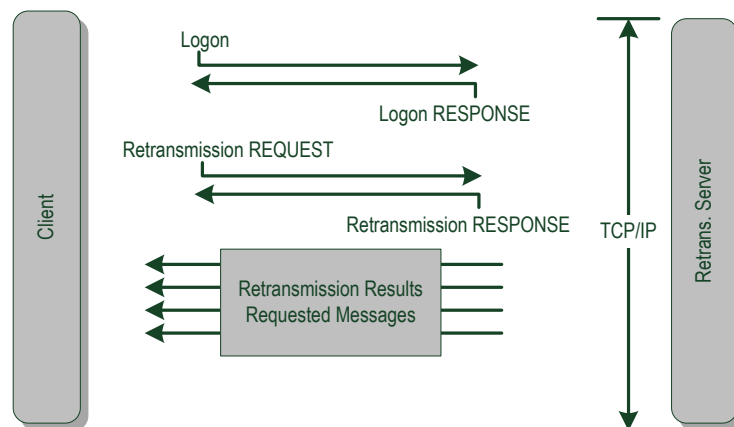 Logon
Logon RESPONSE
Retransmission REQUEST
Retransmission RESPONSE
Client
TCP/IP
Retrans. Server
Retransmission Results
Requested Messages